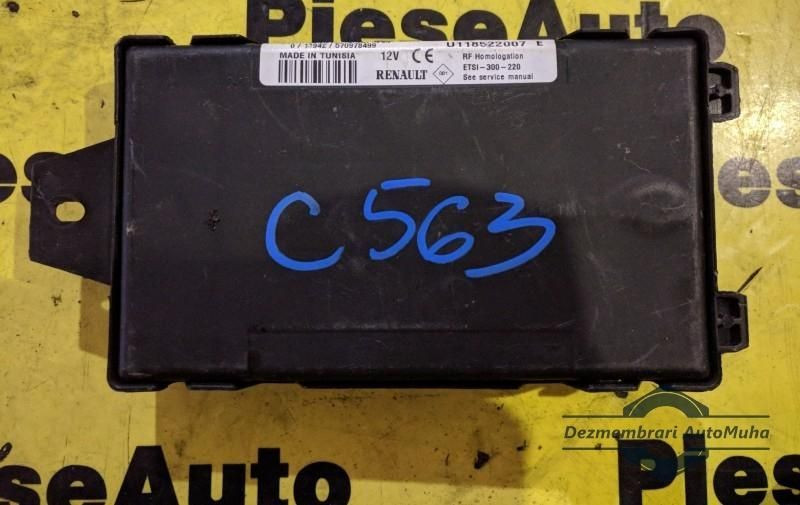 PieseAuto
U118522007 E
MADE IN TUNISIA
12V CE
RENAULT
RF Homologation
ETSI-300-220
See service manual
C563
Dezmembrari AutoMuha
PieseAuto
Pies